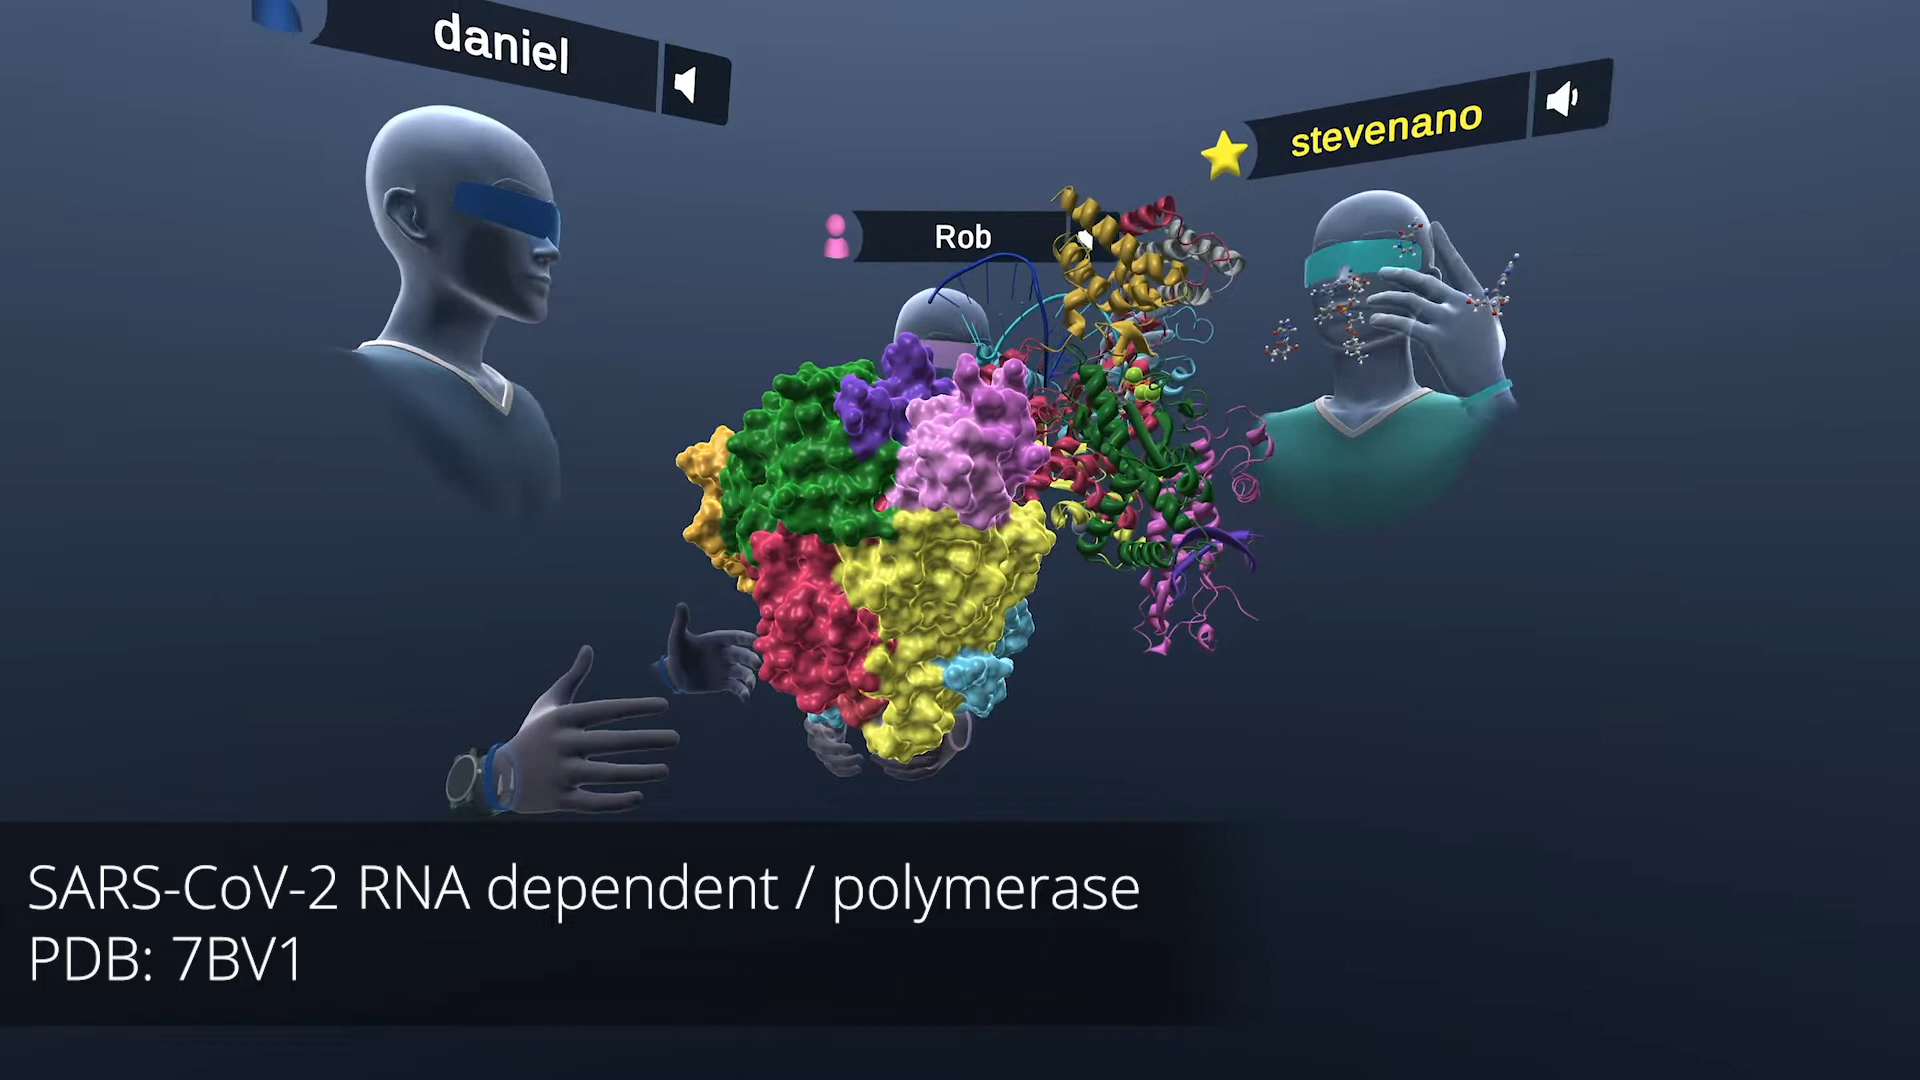 daniel
stevenano
Rob
SARS-CoV-2 RNA dependent / polymerase
PDB: 7BV1